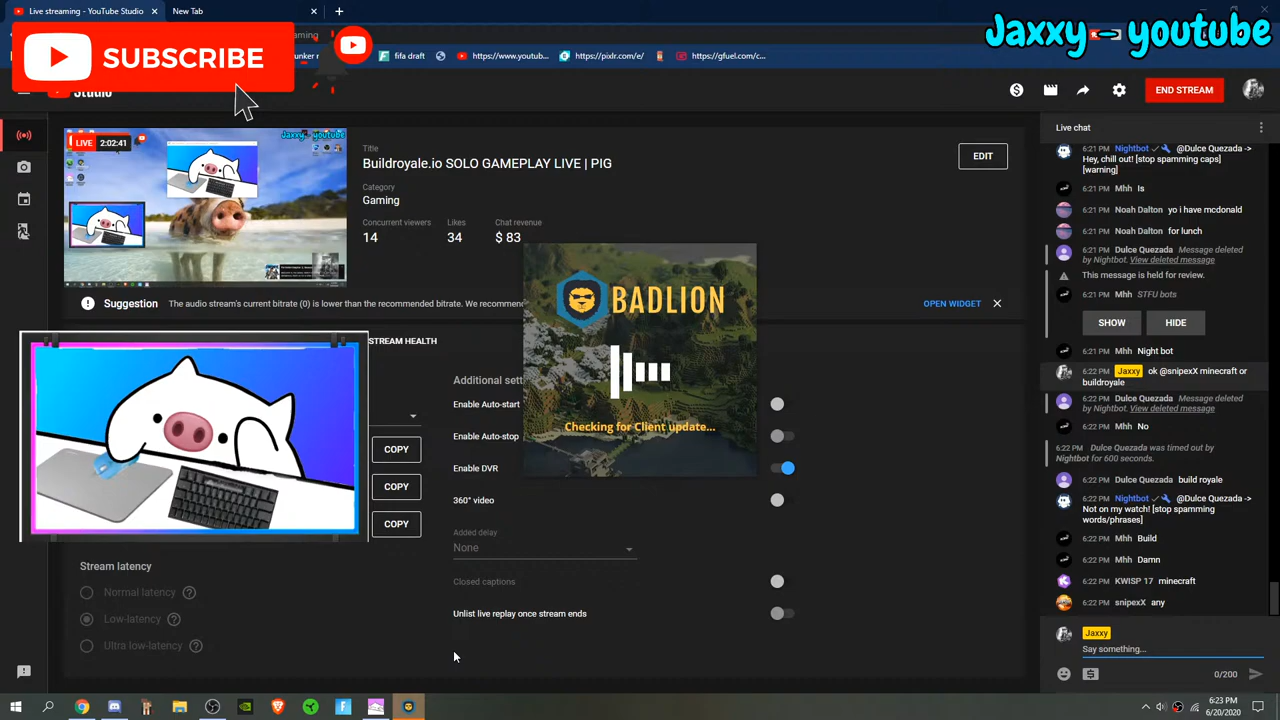 Live streaming - YouTube Studio
New Tab
SUBSCRIBE
Jaxxy - youtube
fifa draft
https://www.youtub...
https://pixlr.com/e/
https://gfuel.com/c...
Studio
END STREAM
LIVE 2:02:41
Jaxxy - youtube
Title
Buildroyale.io SOLO GAMEPLAY LIVE | PIG
EDIT
Category
Gaming
Concurrent viewers
Likes
Chat revenue
14
34
$ 83
Suggestion
The audio stream's current bitrate (0) is lower than the recommended bitrate. We recommend
OPEN WIDGET
STREAM HEALTH
BADLION
Checking for Client update...
Additional sett
Enable Auto-start
Enable Auto-stop
Enable DVR
360° video
Added delay
None
Closed captions
Unlist live replay once stream ends
COPY
COPY
COPY
Stream latency
Normal latency
Low-latency
Ultra low-latency
Live chat
6:21 PM Nightbot @Dulce Quezada ->
Hey, chill out! [stop spamming caps]
[warning]
6:21 PM Mhh Is
6:21 PM Noah Dalton yo i have mcdonald
6:21 PM Noah Dalton for lunch
6:21 PM Dulce Quezada Message deleted
by Nightbot. View deleted message
This message is held for review.
6:21 PM Mhh STFU bots
SHOW
HIDE
6:21 PM Mhh Night bot
6:22 PM Jaxxy ok @snipexX minecraft or
buildroyale
6:22 PM Dulce Quezada Message deleted
by Nightbot. View deleted message
6:22 PM Mhh No
6:22 PM Dulce Quezada was timed out by
Nightbot for 600 seconds.
6:22 PM Dulce Quezada build royale
6:22 PM Nightbot @Dulce Quezada ->
Not on my watch! [stop spamming
words/phrases]
6:22 PM Mhh Build
6:22 PM Mhh Damn
6:22 PM KWISP 17 minecraft
6:22 PM snipexX any
Jaxxy
Say something...
0/200
6:23 PM
6/20/2020